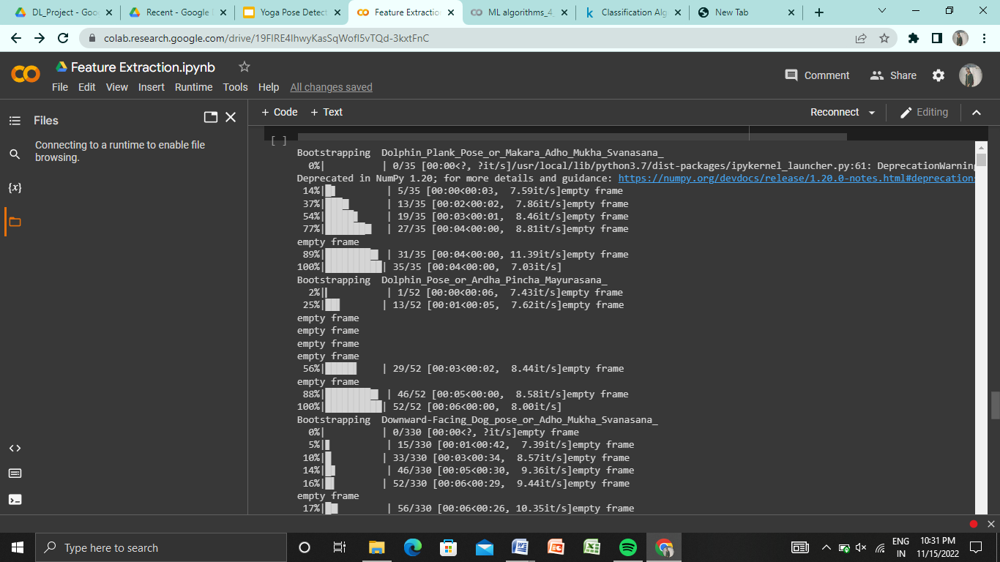 DL_Project - Goo
Recent - Google
Yoga Pose Detect
Feature Extractio
ML algorithms_4
Classification Alg
New Tab
colab.research.google.com/drive/
Feature Extraction.ipynb
Comment
Share
File Edit View Insert Runtime Tools Help All changes saved
Files
+ Code + Text
Reconnect
Editing
Connecting to a runtime to enable file
browsing.
{x}
[ ]
Bootstrapping Dolphin_Plank_Pose_or_Makara_Adho_Mukha_Svanasana_
0%| | 0/35 [00:00<?, ?it/s]/usr/local/lib/python3.7/dist-packages/ipykernel_launcher.py:61: DeprecationWarning
Deprecated in NumPy 1.20; for more details and guidance: https://numpy.org/devdocs/release/1.20.0-notes.html#deprecations
14%| | 5/35 [00:00<00:03, 7.59it/s]empty frame
37%| | 13/35 [00:02<00:02, 7.86it/s]empty frame
54%| | 19/35 [00:03<00:01, 8.46it/s]empty frame
77%| | 27/35 [00:04<00:00, 8.81it/s]empty frame
empty frame
89%| | 31/35 [00:04<00:00, 11.39it/s]empty frame
100%| | 35/35 [00:04<00:00, 7.03it/s]
Bootstrapping Dolphin_Pose_or_Ardha_Pincha_Mayurasana_
2%| | 1/52 [00:00<00:06, 7.43it/s]empty frame
25%| | 13/52 [00:01<00:05, 7.62it/s]empty frame
empty frame
empty frame
empty frame
empty frame
56%| | 29/52 [00:03<00:02, 8.44it/s]empty frame
empty frame
88%| | 46/52 [00:05<00:00, 8.58it/s]empty frame
100%| | 52/52 [00:06<00:00, 8.00it/s]
Bootstrapping Downward-Facing_Dog_pose_or_Adho_Mukha_Svanasana_
0%| | 0/330 [00:00<?, ?it/s]empty frame
5%| | 15/330 [00:01<00:42, 7.39it/s]empty frame
10%| | 33/330 [00:03<00:34, 8.57it/s]empty frame
14%| | 46/330 [00:05<00:30, 9.36it/s]empty frame
16%| | 52/330 [00:06<00:29, 9.44it/s]empty frame
empty frame
17%| | 56/330 [00:06<00:26, 10.35it/s]empty frame
Type here to search
ENG
IN
10:31 PM
11/15/2022